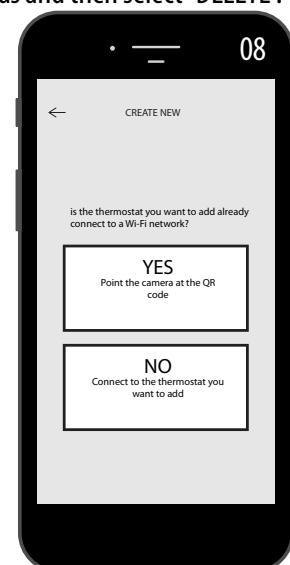 and then select "DELETE".
08
CREATE NEW
is the thermostat you want to add already
connect to a Wi-Fi network?
YES
Point the camera at the QR
code
NO
Connect to the thermostat you
want to add